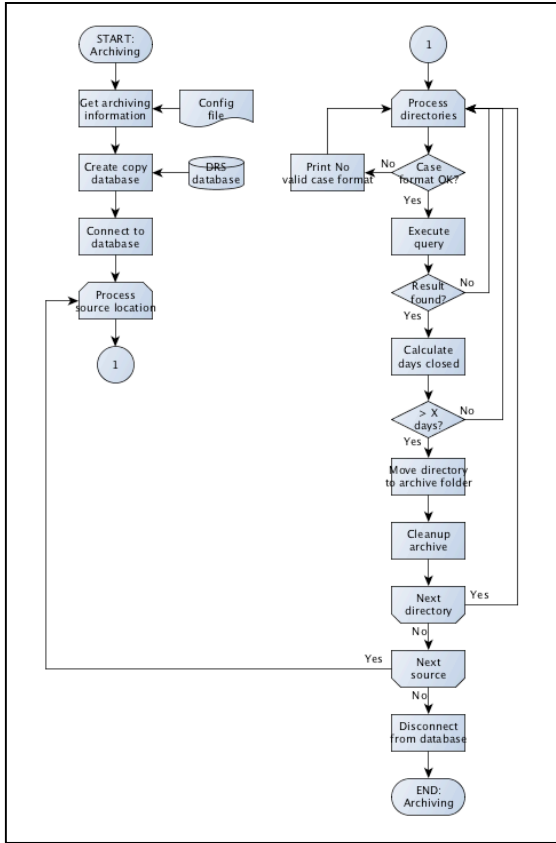 START:
Archiving
Get archiving
information
Config
file
Create copy
database
DRS
database
Connect to
database
Process
source location
1
1
Process
directories
Print No
valid case format
No
Case
format OK?
Yes
Execute
query
Result
found?
No
Yes
Calculate
days closed
> X
days?
No
Yes
Move directory
to archive folder
Cleanup
archive
Next
directory
Yes
No
Yes
Next
source
No
Disconnect
from database
END:
Archiving